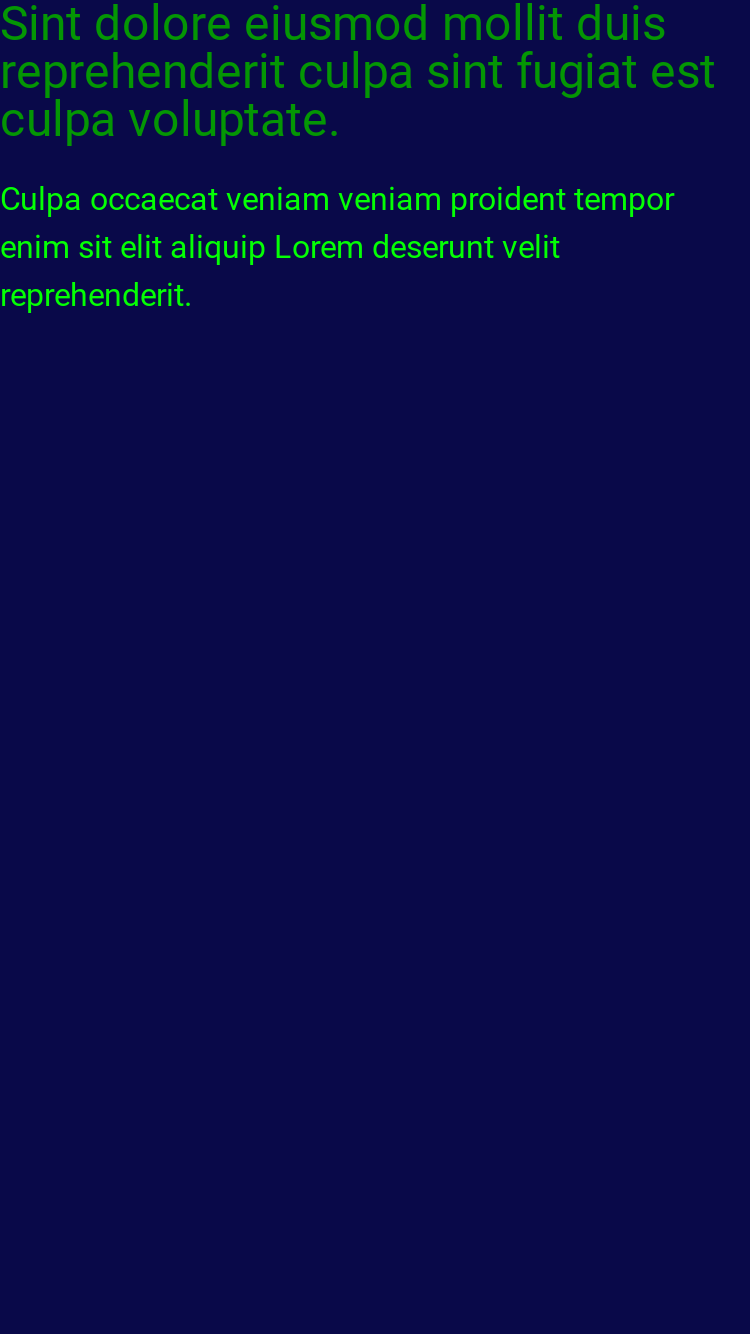 Sint dolore eiusmod mollit duis
reprehenderit culpa sint fugiat est
culpa voluptate.
Culpa occaecat veniam veniam proident tempor
enim sit elit aliquip Lorem deserunt velit
reprehenderit.